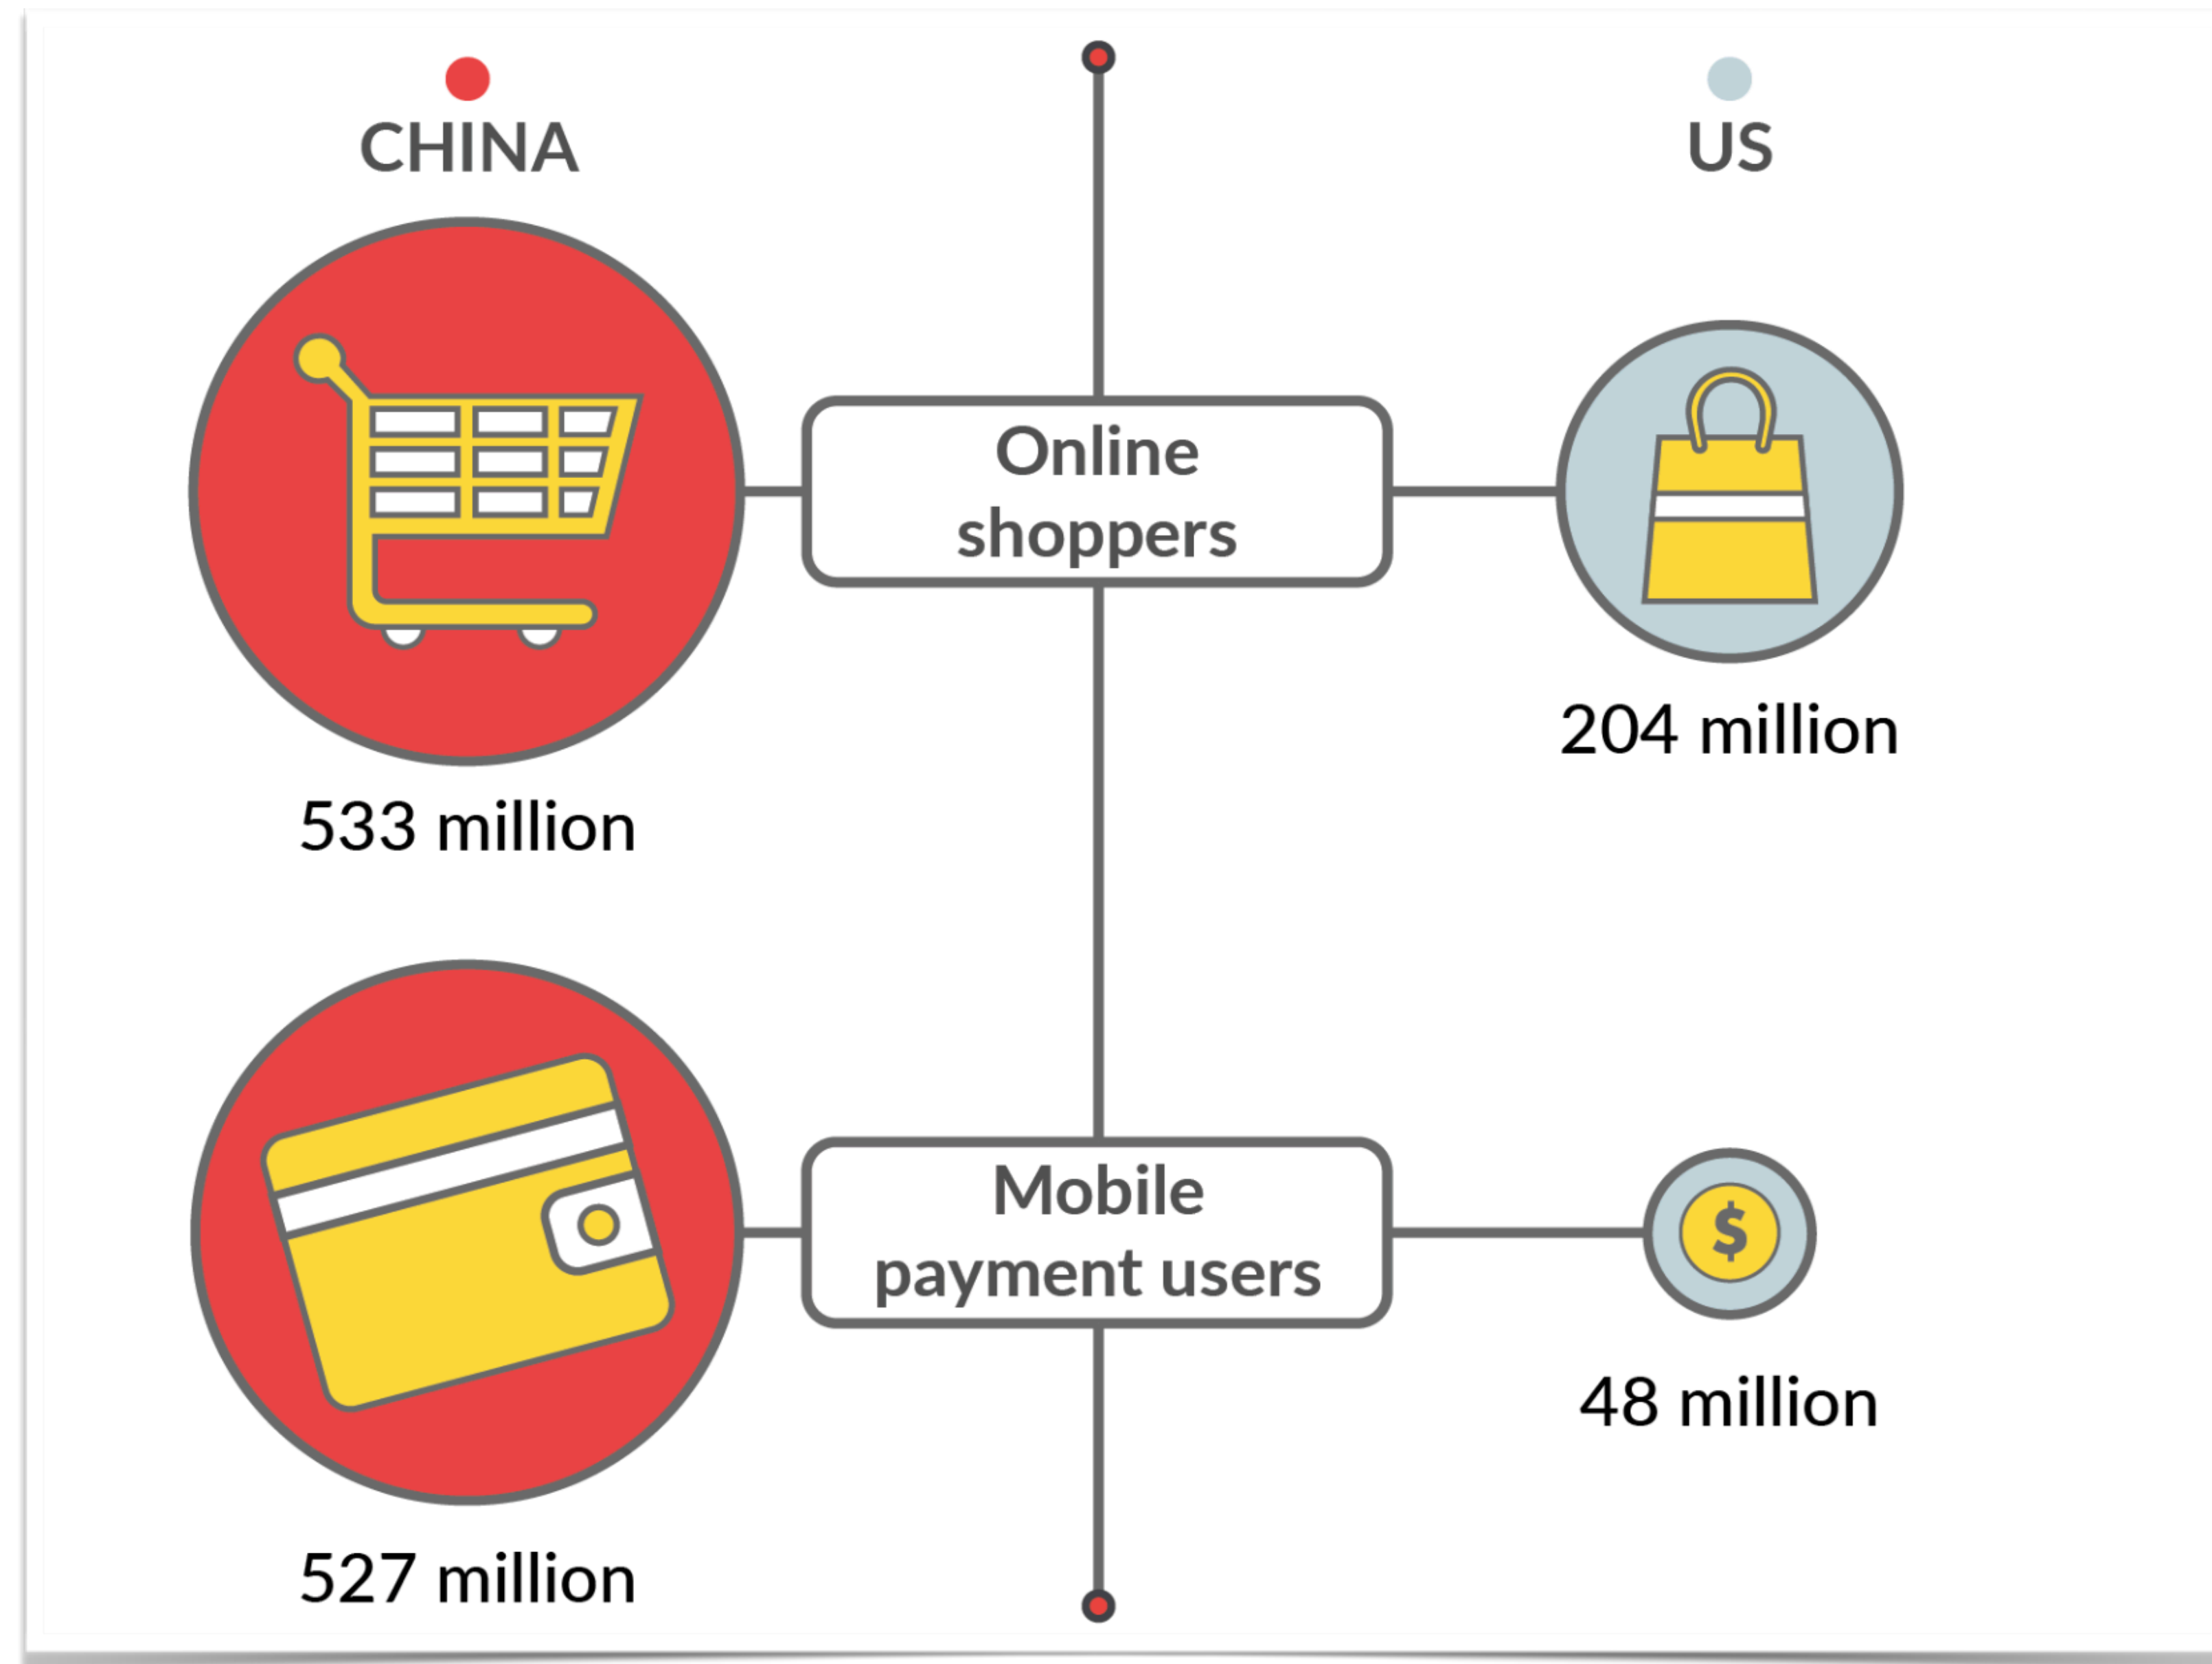 CHINA
US
Online
shoppers
533 million
204 million
Mobile
payment users
527 million
48 million
$